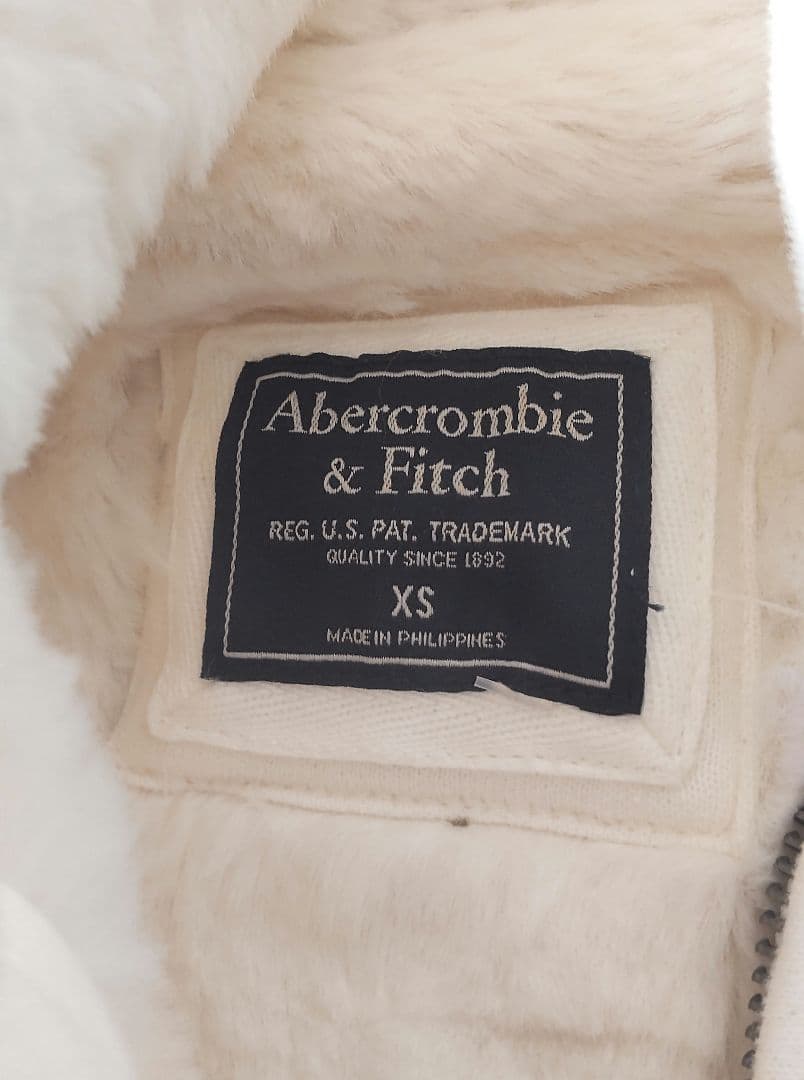 Abercrombie
& Fitch
REG. U.S. PAT. TRADEMARK
QUALITY SINCE 1892
XS
MADE IN PHILIPPINES